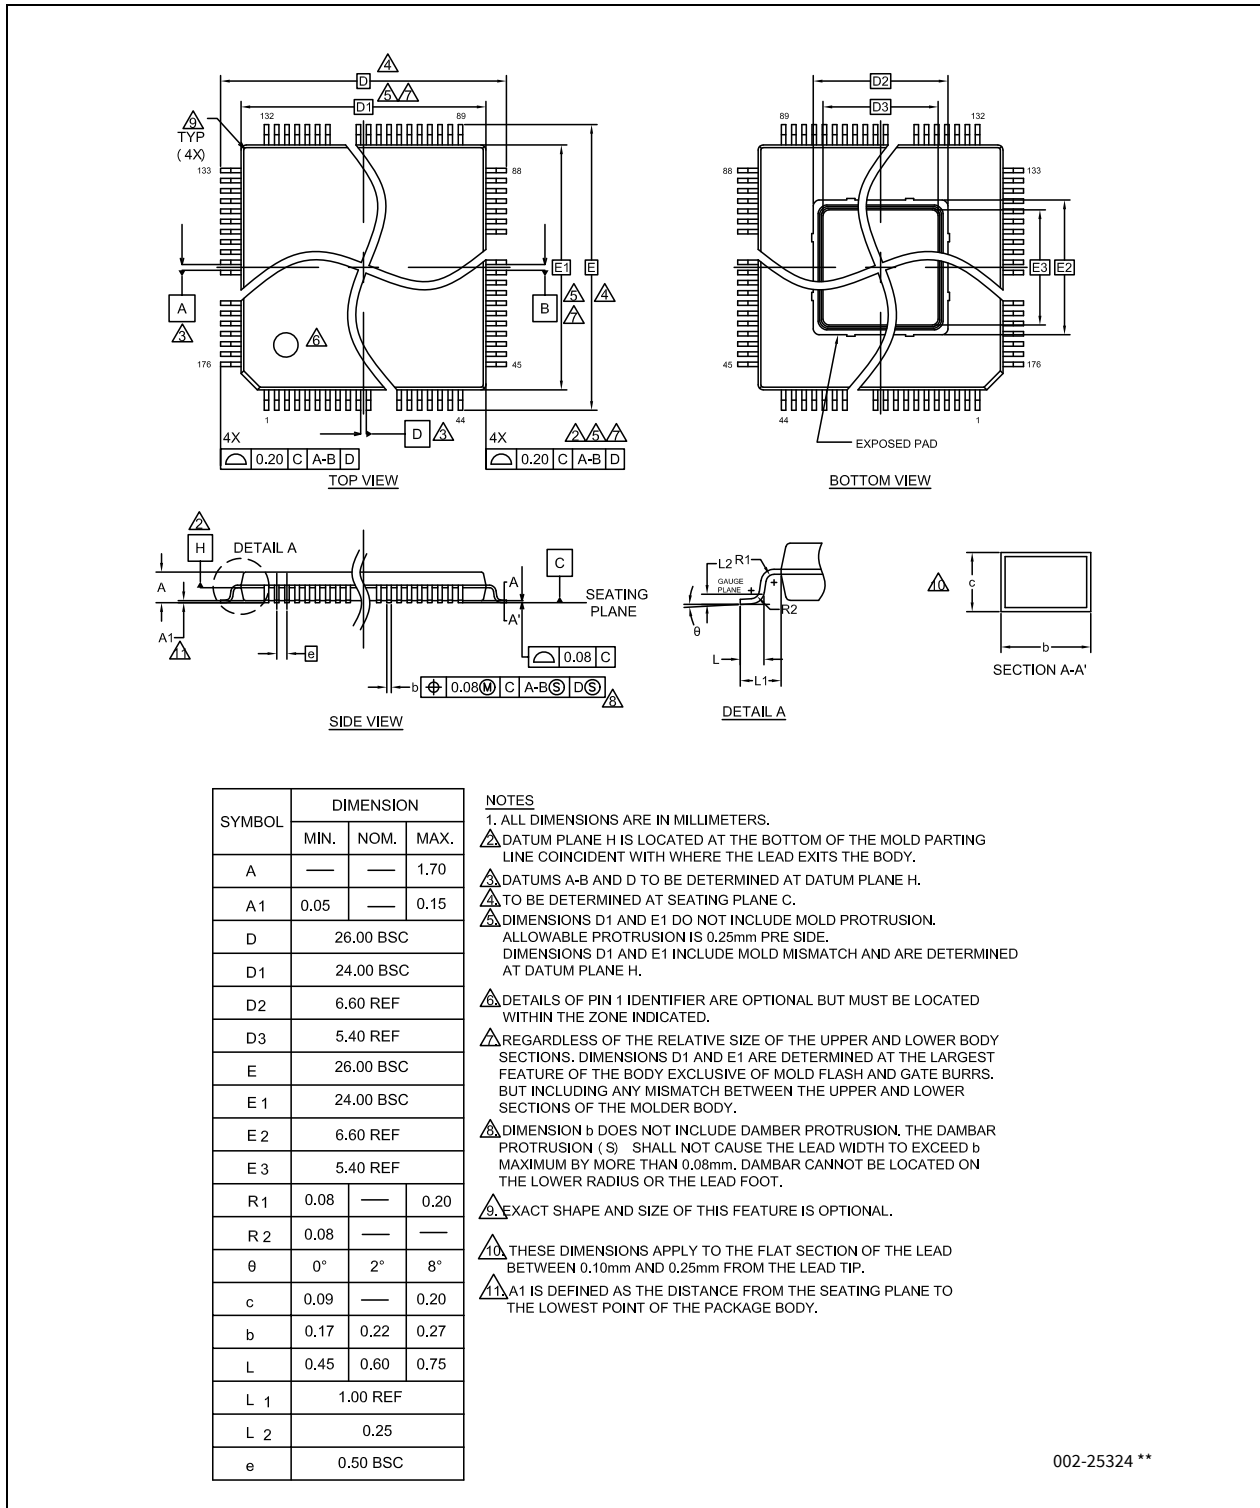 D
4
D1
5 7
132
89
9
TYP
( 4X)
133
88
A
3
E1
E
B
5
4
7
6
176
45
1
44
D
3
4X
0.20 C A-B D
4X
2 5 7
0.20 C A-B D
TOP VIEW
D2
D3
89
132
88
133
E3
E2
45
176
44
1
EXPOSED PAD
BOTTOM VIEW
2
H
DETAIL A
C
A
A
A'
SEATING
PLANE
A1
11
e
0.08 C
b
0.08 M C A-B S D S
8
SIDE VIEW
L2
R1
GAUGE
PLANE
R2
θ
L
L1
DETAIL A
10
c
b
SECTION A-A'
SYMBOL DIMENSION
MIN. NOM. MAX.
A — — 1.70
A1 0.05 — 0.15
D 26.00 BSC
D1 24.00 BSC
D2 6.60 REF
D3 5.40 REF
E 26.00 BSC
E1 24.00 BSC
E2 6.60 REF
E3 5.40 REF
R1 0.08 — 0.20
R2 0.08 — —
θ 0° 2° 8°
c 0.09 — 0.20
b 0.17 0.22 0.27
L 0.45 0.60 0.75
L 1 1.00 REF
L 2 0.25
e 0.50 BSC
NOTES
1. ALL DIMENSIONS ARE IN MILLIMETERS.
2. DATUM PLANE H IS LOCATED AT THE BOTTOM OF THE MOLD PARTING
LINE COINCIDENT WITH WHERE THE LEAD EXITS THE BODY.
3. DATUMS A-B AND D TO BE DETERMINED AT DATUM PLANE H.
4. TO BE DETERMINED AT SEATING PLANE C.
5. DIMENSIONS D1 AND E1 DO NOT INCLUDE MOLD PROTRUSION.
ALLOWABLE PROTRUSION IS 0.25mm PRE SIDE.
DIMENSIONS D1 AND E1 INCLUDE MOLD MISMATCH AND ARE DETERMINED
AT DATUM PLANE H.
6. DETAILS OF PIN 1 IDENTIFIER ARE OPTIONAL BUT MUST BE LOCATED
WITHIN THE ZONE INDICATED.
7. REGARDLESS OF THE RELATIVE SIZE OF THE UPPER AND LOWER BODY
SECTIONS. DIMENSIONS D1 AND E1 ARE DETERMINED AT THE LARGEST
FEATURE OF THE BODY EXCLUSIVE OF MOLD FLASH AND GATE BURRS.
BUT INCLUDING ANY MISMATCH BETWEEN THE UPPER AND LOWER
SECTIONS OF THE MOLDER BODY.
8. DIMENSION b DOES NOT INCLUDE DAMBER PROTRUSION. THE DAMBAR
PROTRUSION ( S) SHALL NOT CAUSE THE LEAD WIDTH TO EXCEED b
MAXIMUM BY MORE THAN 0.08mm. DAMBAR CANNOT BE LOCATED ON
THE LOWER RADIUS OR THE LEAD FOOT.
9. EXACT SHAPE AND SIZE OF THIS FEATURE IS OPTIONAL.
10. THESE DIMENSIONS APPLY TO THE FLAT SECTION OF THE LEAD
BETWEEN 0.10mm AND 0.25mm FROM THE LEAD TIP.
11. A1 IS DEFINED AS THE DISTANCE FROM THE SEATING PLANE TO
THE LOWEST POINT OF THE PACKAGE BODY.
002-25324 **